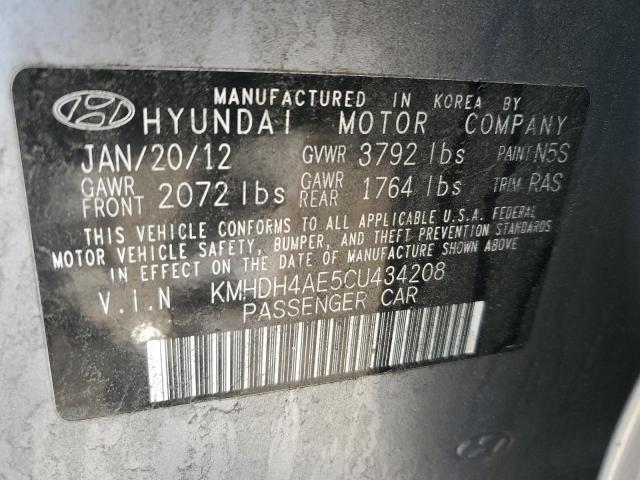 MANUFACTURED IN KOREA BY
HYUNDAI MOTOR COMPANY
JAN/20/12 GVWR 3792 lbs PAINT N5S
GAWR FRONT 2072 lbs GAWR REAR 1764 lbs TRIM RAS
THIS VEHICLE CONFORMS TO ALL APPLICABLE U.S.A. FEDERAL
MOTOR VEHICLE SAFETY, BUMPER, AND THEFT PREVENTION STANDARDS
IN EFFECT ON THE DATE OF MANUFACTURE SHOWN ABOVE
V.i.N KMHDH4AE5CU434208
PASSENGER CAR